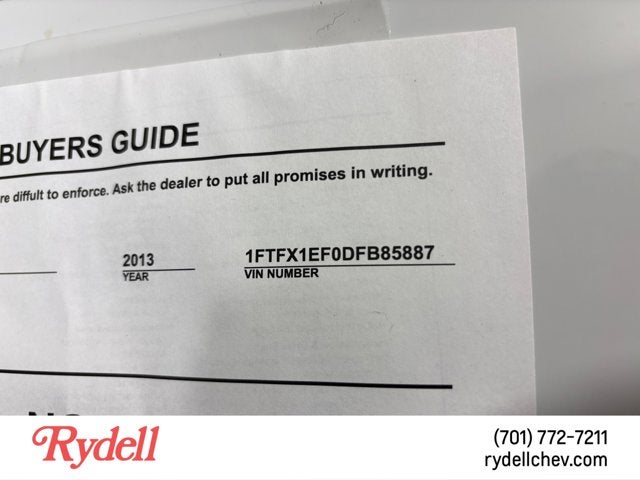 BUYERS GUIDE
re diffult to enforce. Ask the dealer to put all promises in writing.
2013 1FTFX1EF0DFB85887
YEAR VIN NUMBER
Rydell
(701) 772-7211
rydellchev.com